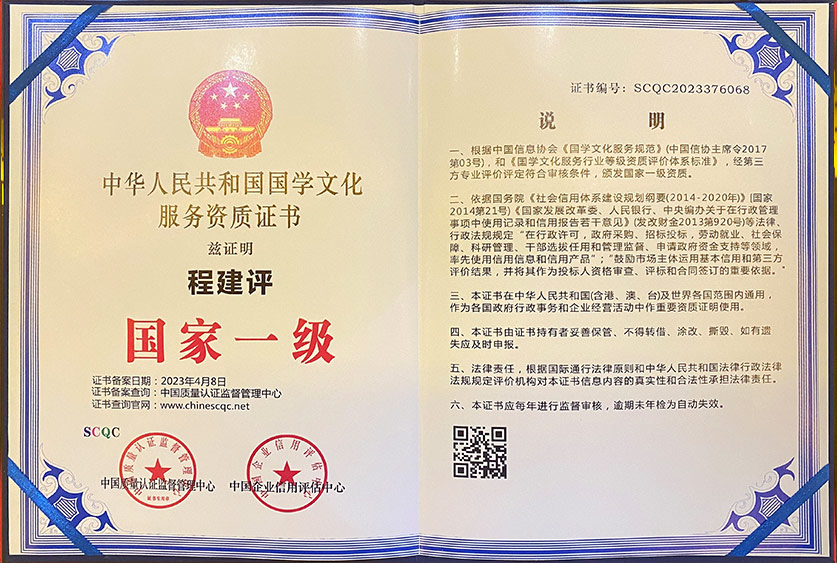 中华人民共和国国学文化
服务资质证书
兹证明
程建评
国家一级
证书备案日期：2023年4月8日
证书备案查询：中国质量认证监督管理中心
证书查询官网：www.chinescqc.net
SCQC
中国质量认证监督管理中心
证书专用章
中国质量认证监督管理中心
中国企业信用评估中心
中国企业信用评估中心
证书编号：SCQC2023376068
说 明
一、根据中国信息协会《国学文化服务规范》(中国信协主席令2017
第03号)，和《国学文化服务行业等级资质评价体系标准》，经第三
方专业评价评定符合审核条件，颁发国家一级资质。
二、依据国务院《社会信用体系建设规划纲要(2014-2020年)》(国家
2014第21号)《国家发展改革委、人民银行、中央编办关于在行政管理
事项中使用记录和信用报告若干意见》(发改财金2013第920号)等法律、
行政法规规定“在行政许可，政府采购、招标投标，劳动就业、社会保
障、科研管理、干部选拔任用和管理监督、申请政府资金支持等领域，
率先使用信用信息和信用产品”；“鼓励市场主体运用基本信用和第三方
评价结果，并将其作为投标人资格审查、评标和合同签订的重要依据。”
三、本证书在中华人民共和国(含港、澳、台)及世界各国范围内通用，
作为各国政府行政事务和企业经营活动中作重要资质证明使用。
四、本证书由证书持有者妥善保管、不得转借、涂改、撕毁、如有遗
失应及时申报。
五、法律责任，根据国际通行法律原则和中华人民共和国法律行政法律
法规规定评价机构对本证书信息内容的真实性和合法性承担法律责任。
六、本证书应每年进行监督审核，逾期未年检为自动失效。